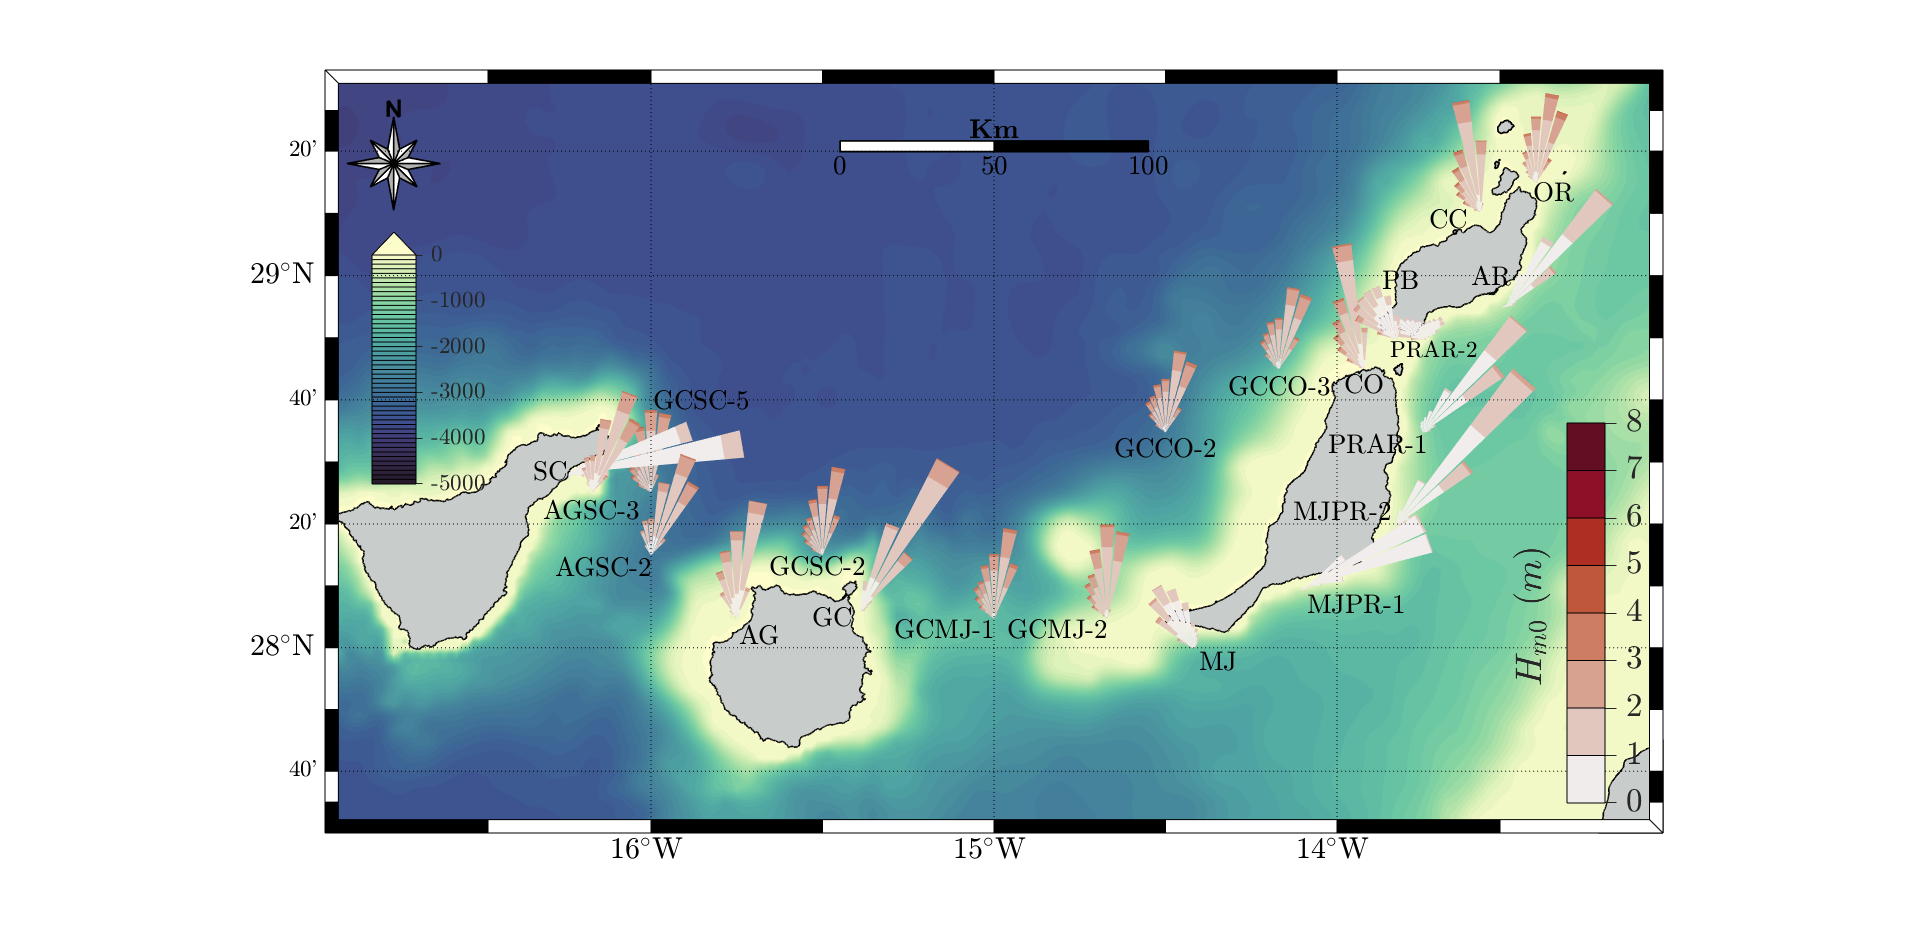 N
Km
0 50 100
20'
29°N
40'
20'
28°N
40'
16°W 15°W 14°W
0
-1000
-2000
-3000
-4000
-5000
OR
CC
PB
AR
PRAR-2
GCCO-3
CO
GCSC-5
GCCO-2
PRAR-1
SC
AGSC-3
MJPR-2
AGSC-2
GCSC-2
MJPR-1
GC
AG
GCMJ-1
GCMJ-2
MJ
8
7
6
5
4
3
2
1
0
Hm0 (m)